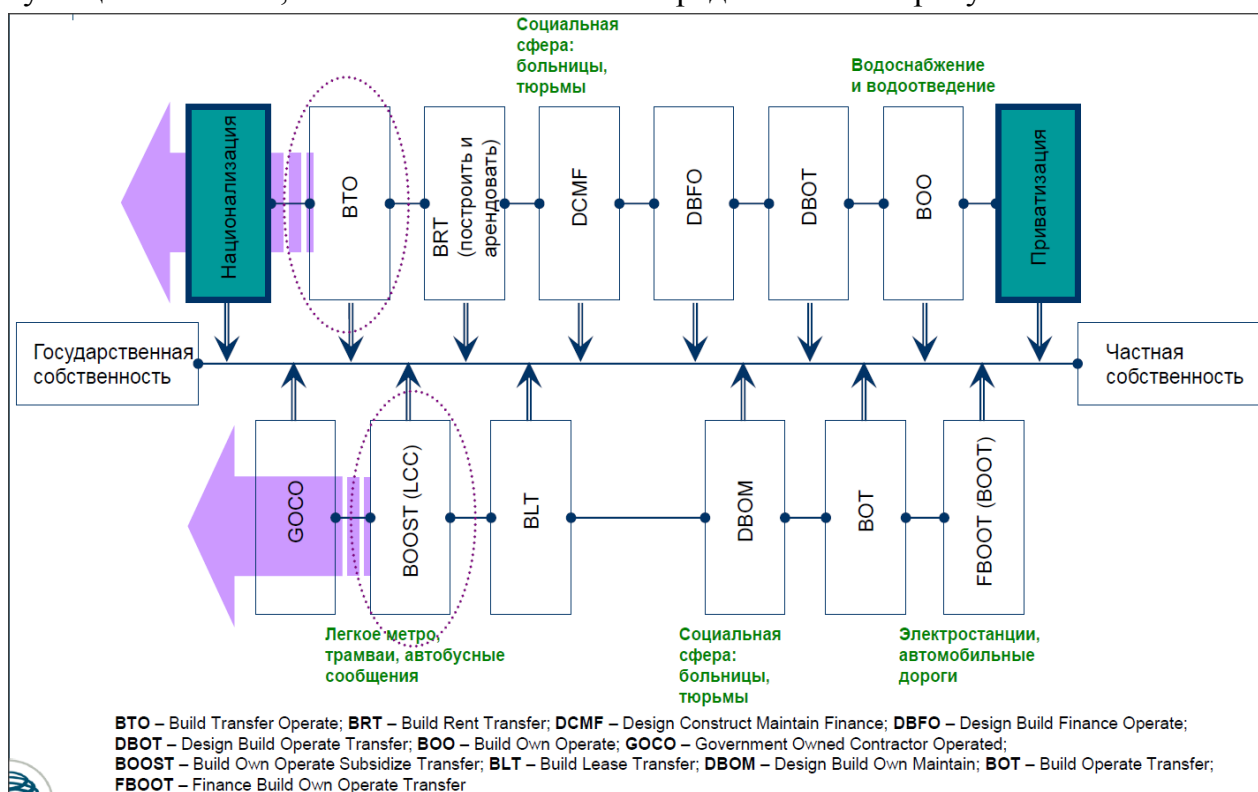 Социальная
сфера:
больницы,
тюрьмы
Водоснабжение
и водоотведение
Национализация
BTO
BRT
(построить и
арендовать)
DCMF
DBFO
DBOT
BOO
Приватизация
Государственная
собственность
Частная
собственность
GOCO
BOOST (LCC)
BLT
DBOM
BOT
FBOOT (BOOT)
Легкое метро,
трамваи, автобусные
сообщения
Социальная
сфера:
больницы,
тюрьмы
Электростанции,
автомобильные
дороги
BTO – Build Transfer Operate; BRT – Build Rent Transfer; DCMF – Design Construct Maintain Finance; DBFO – Design Build Finance Operate;
DBOT – Design Build Operate Transfer; BOO – Build Own Operate; GOCO – Government Owned Contractor Operated;
BOOST – Build Own Operate Subsidize Transfer; BLT – Build Lease Transfer; DBOM – Design Build Own Maintain; BOT – Build Operate Transfer;
FBOOT – Finance Build Own Operate Transfer